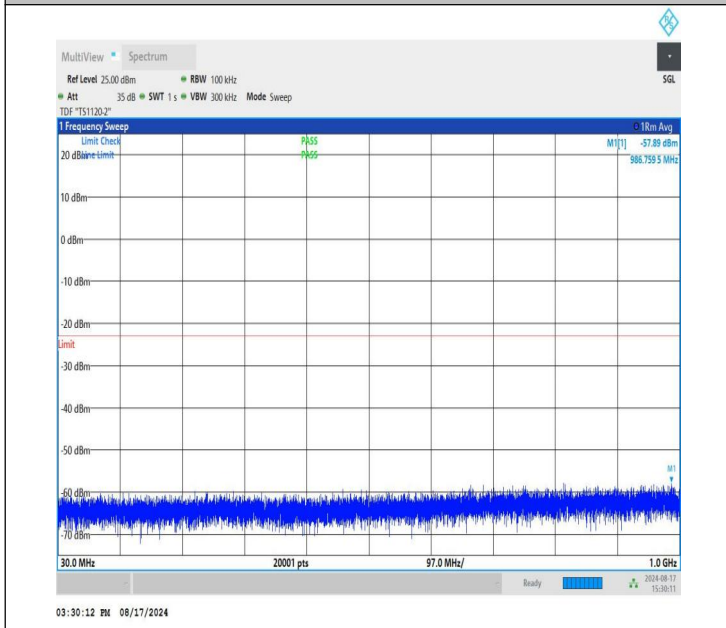 MultiView Spectrum
Ref Level 25.00 dBm RBW 100 kHz SGL
Att 35 dB SWT 1 s VBW 300 kHz Mode Sweep
TDF "TS1120-2"
1 Frequency Sweep 1Rm Avg
Limit Check PASS M1[1] -57.89 dBm
20 dBm Line Limit PASS 986.759 5 MHz
10 dBm
0 dBm
-10 dBm
-20 dBm
Limit
-30 dBm
-40 dBm
-50 dBm
M1
-60 dBm
-70 dBm
30.0 MHz 20001 pts 97.0 MHz/ 1.0 GHz
Ready 2024-08-17
15:30:11
03:30:12 PM 08/17/2024